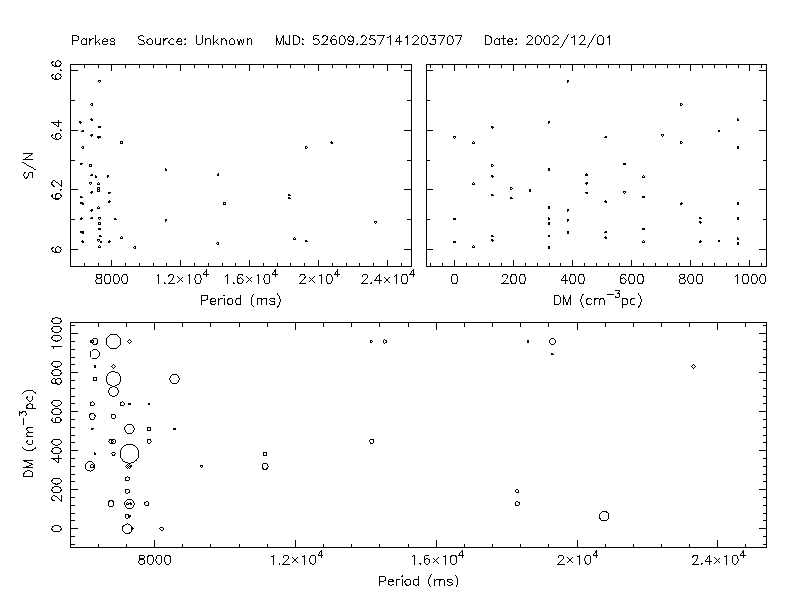 Parkes Source: Unknown MJD: 52609.257141203707 Date: 2002/12/01
S/N
6 6.2 6.4 6.6
8000 1.2×10⁴ 1.6×10⁴ 2×10⁴ 2.4×10⁴
Period (ms)
0 200 400 600 800 1000
DM (cm⁻³pc)
DM (cm⁻³pc)
0 200 400 600 800 1000
8000 1.2×10⁴ 1.6×10⁴ 2×10⁴ 2.4×10⁴
Period (ms)